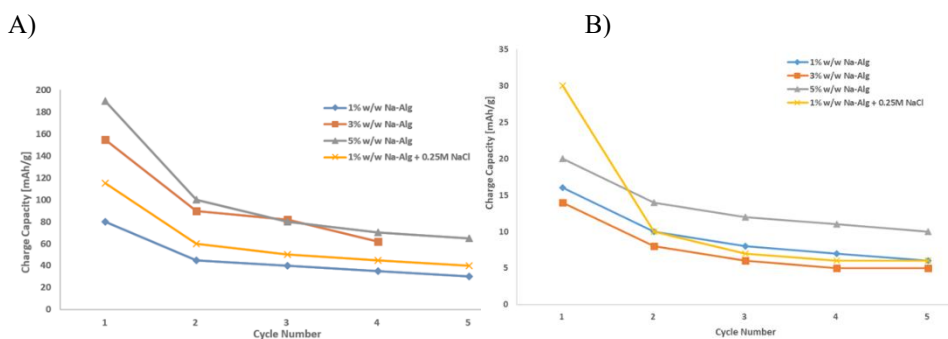 A)
B)
Charge Capacity [mAh/g]
200
180
160
140
120
100
80
60
40
20
0
1% w/w Na-Alg
3% w/w Na-Alg
5% w/w Na-Alg
1% w/w Na-Alg + 0.25M NaCl
1 2 3 4 5
Cycle Number
Charge Capacity [mAh/g]
35
30
25
20
15
10
5
0
1% w/w Na-Alg
3% w/w Na-Alg
5% w/w Na-Alg
1% w/w Na-Alg + 0.25M NaCl
1 2 3 4 5
Cycle Number